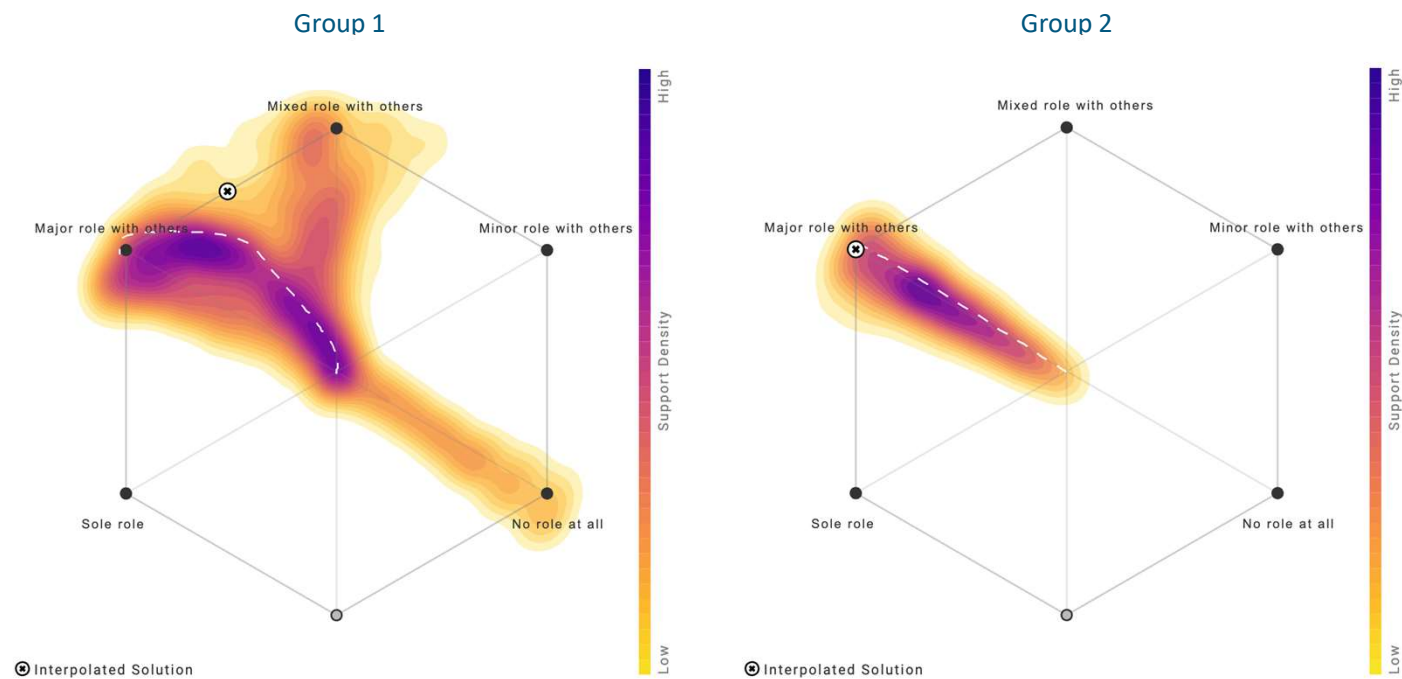 Group 1
Mixed role with others
Major role with others
Minor role with others
Sole role
No role at all
Interpolated Solution
High
Support Density
Low
Group 2
Mixed role with others
Major role with others
Minor role with others
Sole role
No role at all
Interpolated Solution
High
Support Density
Low